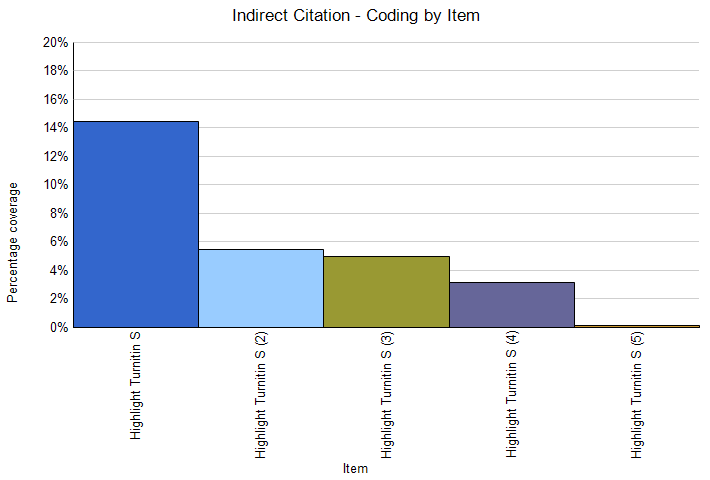 Indirect Citation - Coding by Item
20%
18%
16%
14%
12%
10%
8%
6%
4%
2%
0%
Percentage coverage
Highlight Turnitin S
Highlight Turnitin S (2)
Highlight Turnitin S (3)
Highlight Turnitin S (4)
Highlight Turnitin S (5)
Item